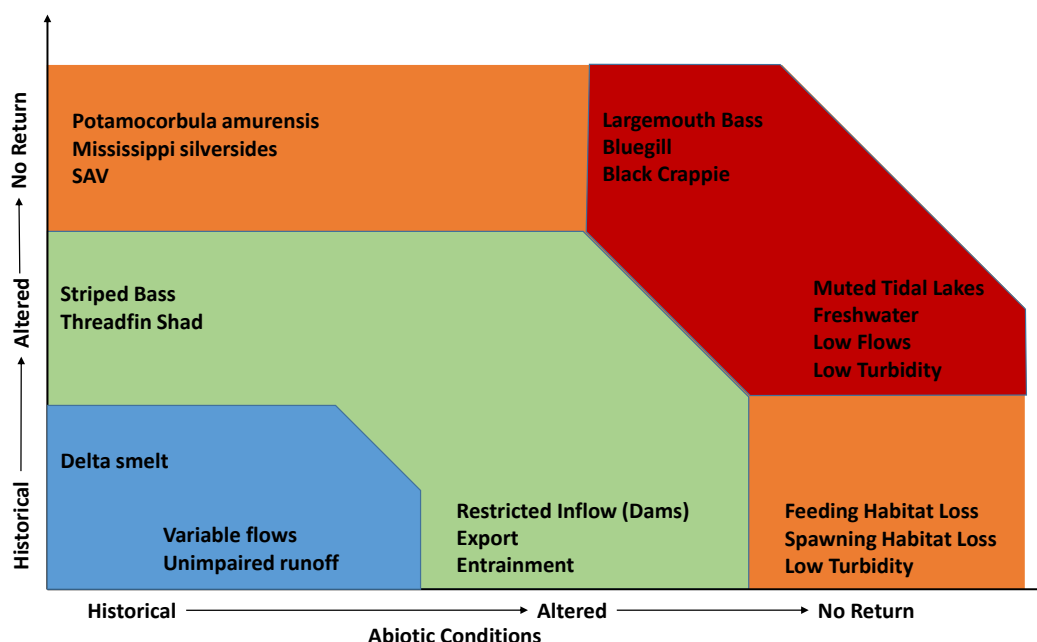 Potamocorbula amurensis
Mississippi silversides
SAV
Largemouth Bass
Bluegill
Black Crappie
Striped Bass
Threadfin Shad
Muted Tidal Lakes
Freshwater
Low Flows
Low Turbidity
Delta smelt
Variable flows
Unimpaired runoff
Restricted Inflow (Dams)
Export
Entrainment
Feeding Habitat Loss
Spawning Habitat Loss
Low Turbidity
Historical
Altered
No Return
Historical
Altered
No Return
Abiotic Conditions